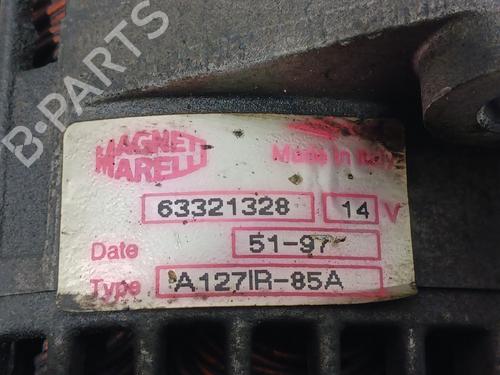 B-PARTS
MAGNETI
MARELLI
Made in Italy
63321328 14 V
Date 51-97
Type A127IR-85A